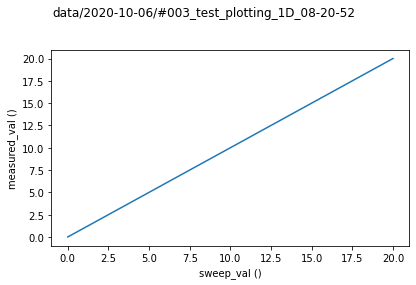 data/2020-10-06/#003_test_plotting_1D_08-20-52
20.0
17.5
15.0
12.5
10.0
7.5
5.0
2.5
0.0
measured_val ()
0.0 2.5 5.0 7.5 10.0 12.5 15.0 17.5 20.0
sweep_val ()